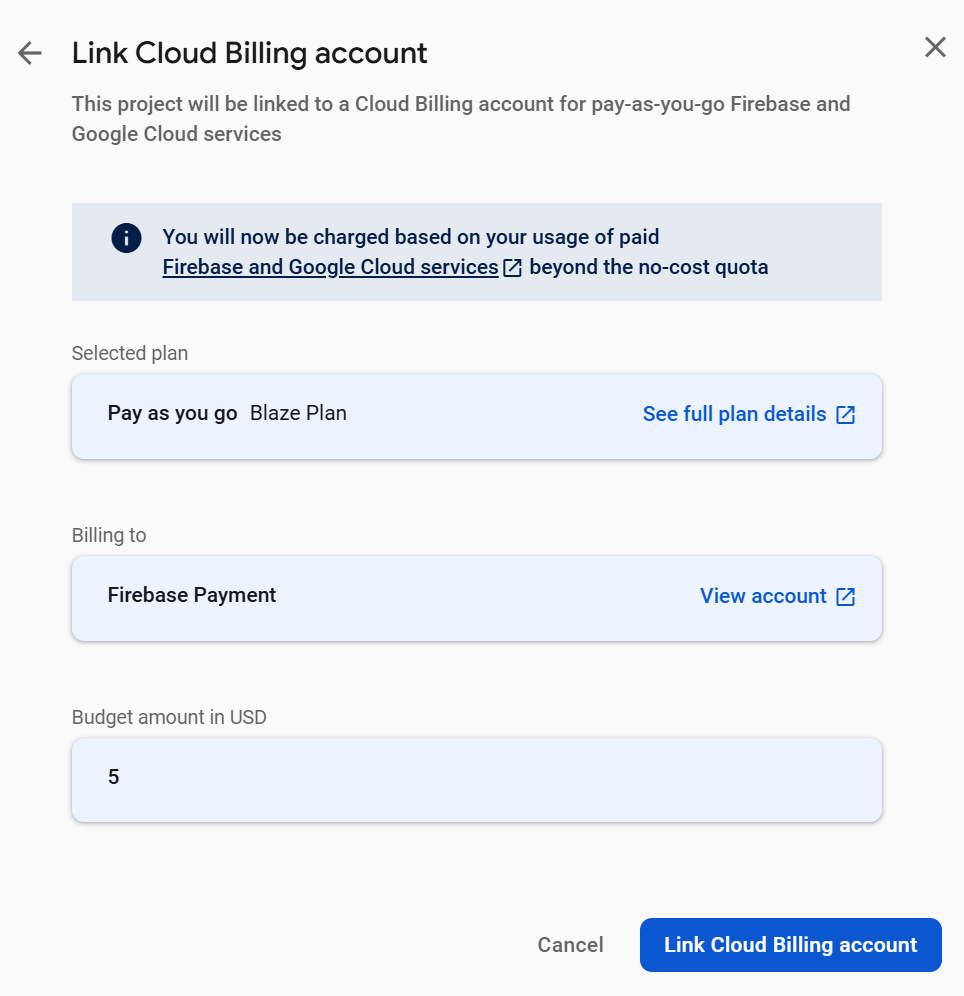 Link Cloud Billing account
This project will be linked to a Cloud Billing account for pay-as-you-go Firebase and
Google Cloud services
You will now be charged based on your usage of paid
Firebase and Google Cloud services beyond the no-cost quota
Selected plan
Pay as you go Blaze Plan See full plan details
Billing to
Firebase Payment View account
Budget amount in USD
5
Cancel Link Cloud Billing account